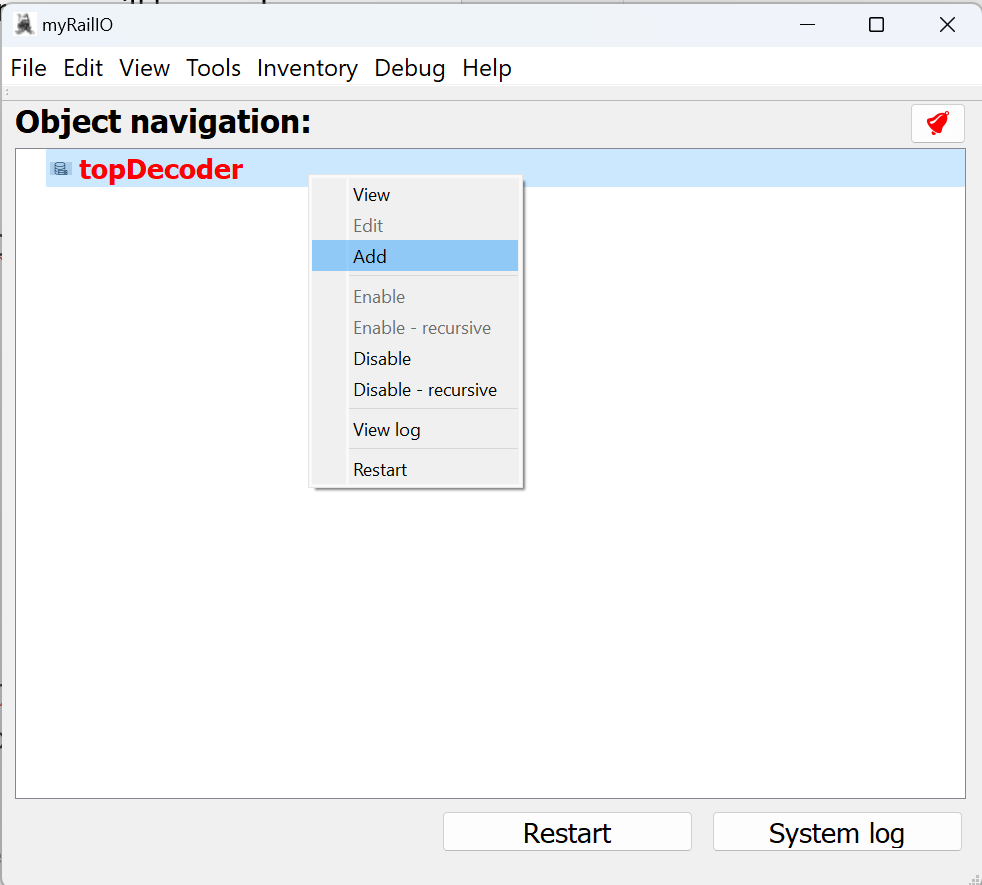 myRailIO
File Edit View Tools Inventory Debug Help
Object navigation:
topDecoder
View
Edit
Add
Enable
Enable - recursive
Disable
Disable - recursive
View log
Restart
Restart System log